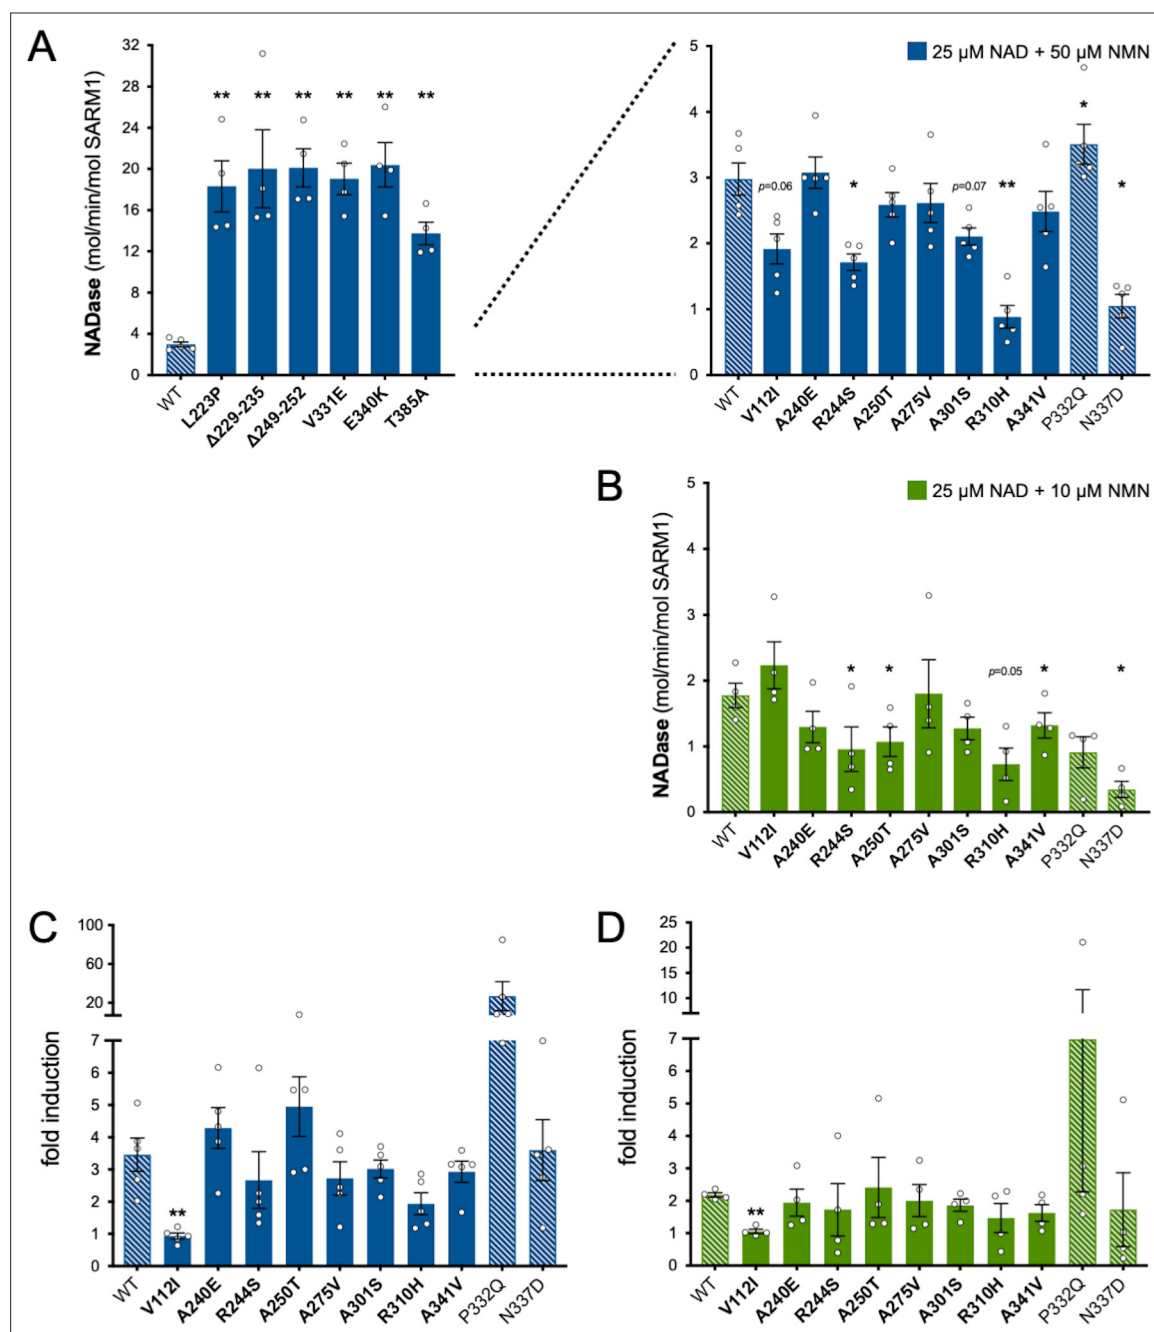 A
NADase (mol/min/mol SARM1)
32
28
24
20
16
12
8
4
0
** ** ** ** ** **
WT
L223P
Δ229-235
Δ249-252
V331E
E340K
T385A
25 µM NAD + 50 µM NMN
5
4
3
2
1
0
p=0.06
*
p=0.07
**
*
*
WT
V112I
A240E
R244S
A250T
A275V
A301S
R310H
A341V
P332Q
N337D
B
25 µM NAD + 10 µM NMN
NADase (mol/min/mol SARM1)
5
4
3
2
1
0
*
*
p=0.05
*
*
WT
V112I
A240E
R244S
A250T
A275V
A301S
R310H
A341V
P332Q
N337D
C
fold induction
100
60
20
7
6
5
4
3
2
1
0
**
WT
V112I
A240E
R244S
A250T
A275V
A301S
R310H
A341V
P332Q
N337D
D
fold induction
25
20
15
10
7
6
5
4
3
2
1
0
**
WT
V112I
A240E
R244S
A250T
A275V
A301S
R310H
A341V
P332Q
N337D